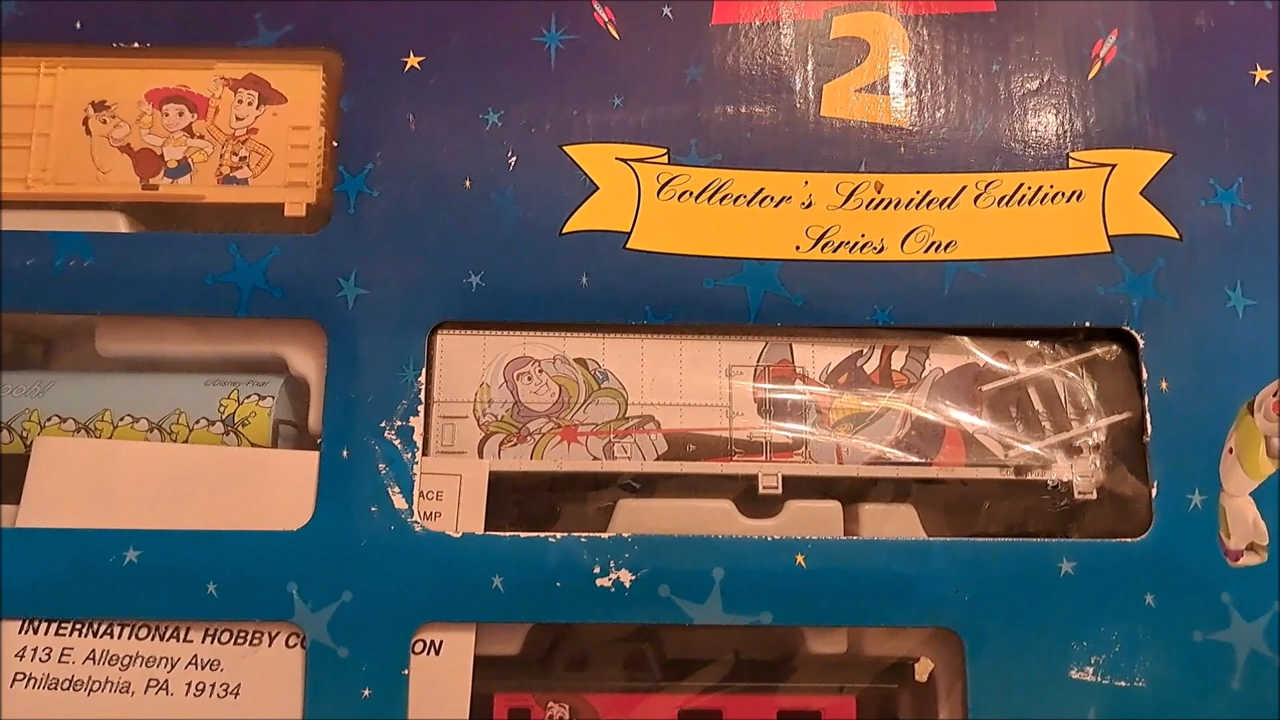 2
Collector's Limited Edition
Series One
ooh!
©Disney/Pixar
ACE
AMP
INTERNATIONAL HOBBY CO
ON
413 E. Allegheny Ave.
Philadelphia, PA. 19134